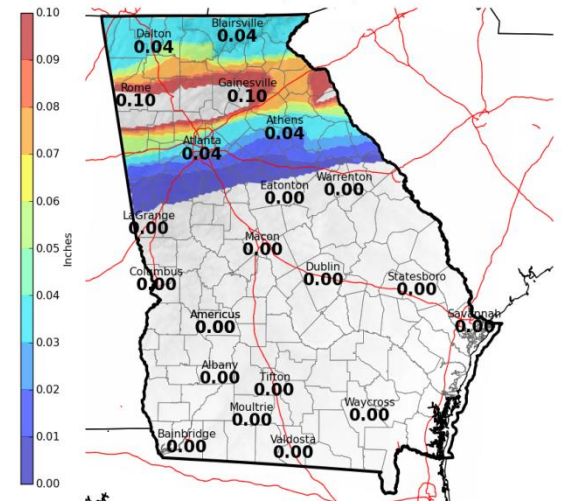 0.10
0.09
0.08
0.07
0.06
0.05
0.04
0.03
0.02
0.01
0.00
Inches
Dalton
0.04
Blairsville
0.04
Rome
0.10
Gainesville
0.10
Atlanta
0.04
Athens
0.04
Eatonton
0.00
Warrenton
0.00
LaGrange
0.00
Macon
0.00
Columbus
0.00
Dublin
0.00
Statesboro
0.00
Americus
0.00
Savannah
0.00
Albany
0.00
Tifton
0.00
Moultrie
0.00
Waycross
0.00
Bainbridge
0.00
Valdosta
0.00